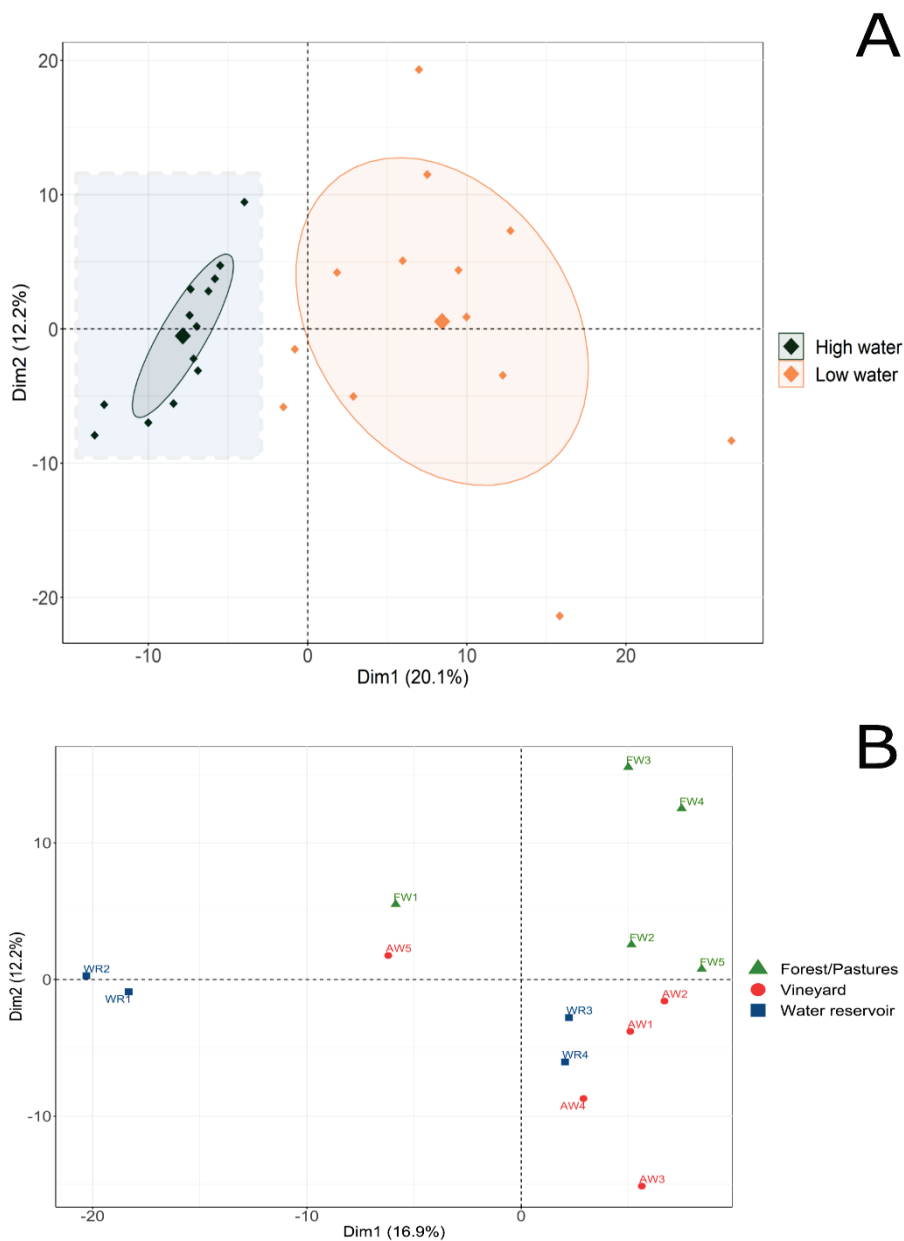 A
20
10
0
-10
-20
Dim2 (12.2%)
-10
0
10
20
Dim1 (20.1%)
High water
Low water
B
10
0
-10
Dim2 (12.2%)
FW3
FW4
FW1
AW5
FW2
FW5
WR2
WR1
AW2
WR3
AW1
WR4
AW4
AW3
-20
-10
0
Dim1 (16.9%)
Forest/Pastures
Vineyard
Water reservoir